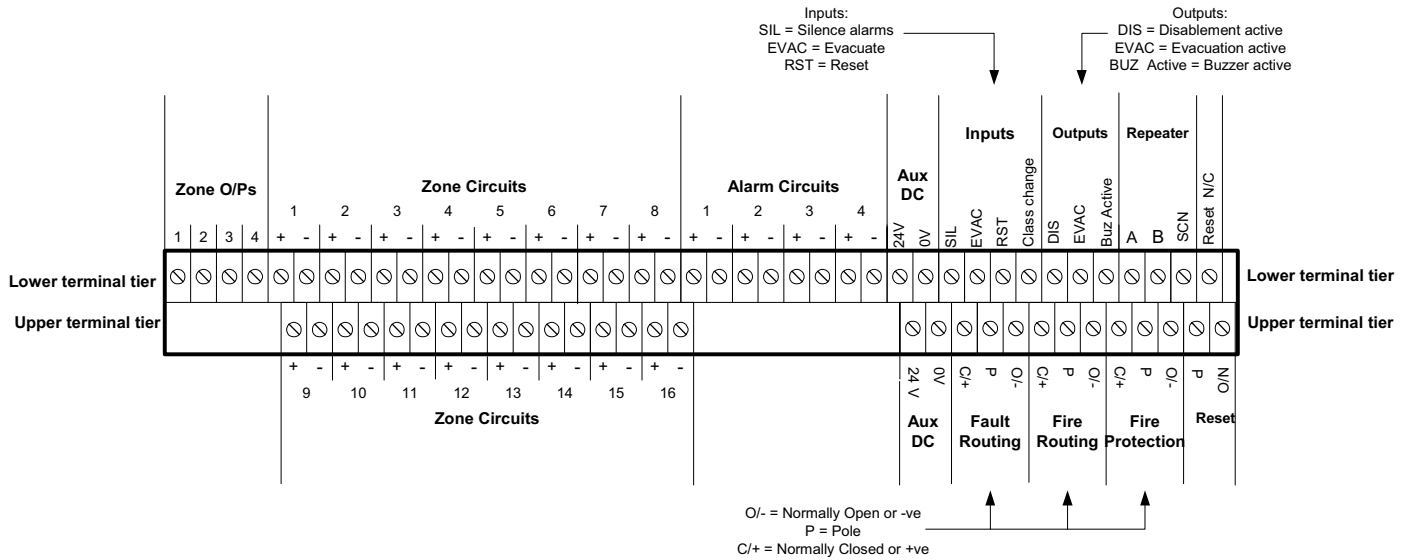 Inputs:
SIL = Silence alarms
EVAC = Evacuate
RST = Reset
Outputs:
DIS = Disablement active
EVAC = Evacuation active
BUZ Active = Buzzer active
Zone O/Ps
Zone Circuits
Alarm Circuits
Aux
DC
Inputs
Outputs
Repeater
1 2 3 4 5 6 7 8
1 2 3 4
1 2 3 4
+ - + - + - + - + - + - + - + -
+ - + - + - + -
24V
0V
SIL
EVAC
RST
Class change
DIS
EVAC
Buz Active
A
B
SCN
Reset N/C
Lower terminal tier
Lower terminal tier
Upper terminal tier
Upper terminal tier
+ - + - + - + - + - + - + - + -
9 10 11 12 13 14 15 16
Zone Circuits
24 V
0V
C/+
P
O/-
C/+
P
O/-
C/+
P
O/-
P
N/O
Aux
DC
Fault
Routing
Fire
Routing
Fire
Protection
Reset
O/- = Normally Open or -ve
P = Pole
C/+ = Normally Closed or +ve